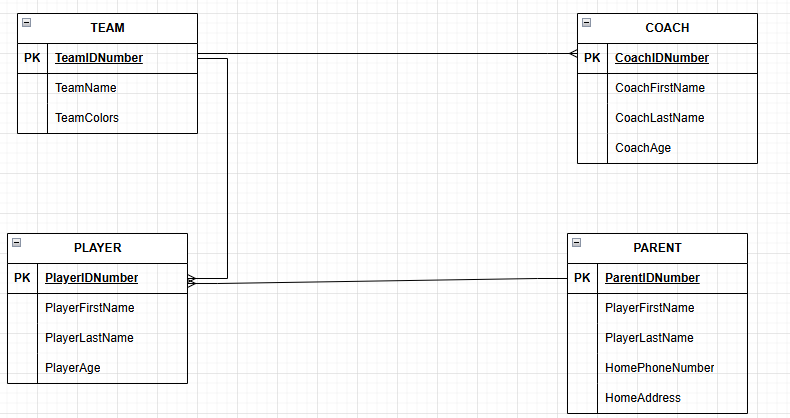 TEAM
PK TeamIDNumber
TeamName
TeamColors
COACH
PK CoachIDNumber
CoachFirstName
CoachLastName
CoachAge
PLAYER
PK PlayerIDNumber
PlayerFirstName
PlayerLastName
PlayerAge
PARENT
PK ParentIDNumber
PlayerFirstName
PlayerLastName
HomePhoneNumber
HomeAddress